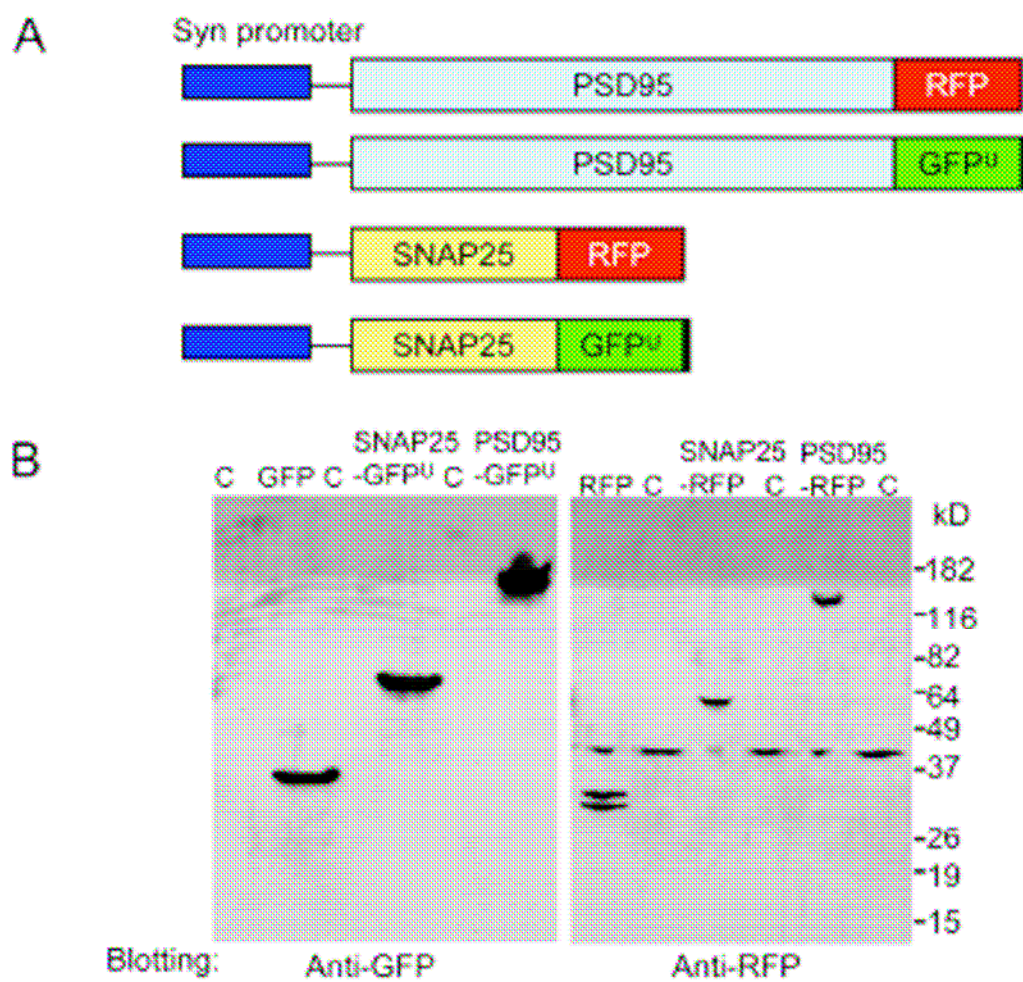 A
Syn promoter
PSD95 RFP
PSD95 GFPᵁ
SNAP25 RFP
SNAP25 GFPᵁ
B
SNAP25 PSD95
C GFP C -GFPᵁ C -GFPᵁ
SNAP25 PSD95
RFP C -RFP C -RFP C
kD
-182
-116
-82
-64
-49
-37
-26
-19
-15
Blotting: Anti-GFP Anti-RFP